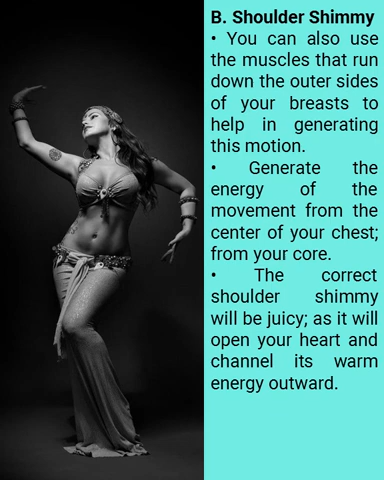 B. Shoulder Shimmy
• You can also use
the muscles that run
down the outer sides
of your breasts to
help in generating
this motion.
• Generate the
energy of the
movement from the
center of your chest;
from your core.
• The correct
shoulder shimmy
will be juicy; as it will
open your heart and
channel its warm
energy outward.